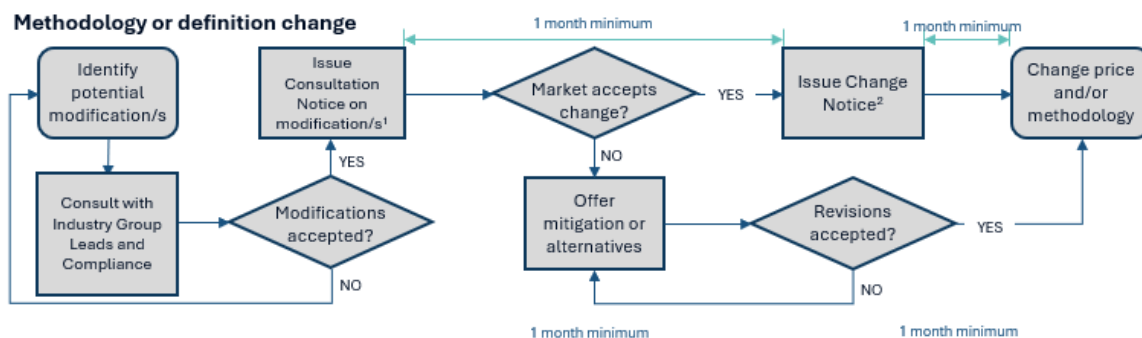 Methodology or definition change
1 month minimum
1 month minimum
Identify
potential
modification/s
Issue
Consultation
Notice on
modification/s¹
Market accepts
change?
YES
Issue Change
Notice²
Change price
and/or
methodology
YES
NO
Consult with
Industry Group
Leads and
Compliance
Modifications
accepted?
Offer
mitigation or
alternatives
Revisions
accepted?
YES
NO
NO
1 month minimum
1 month minimum